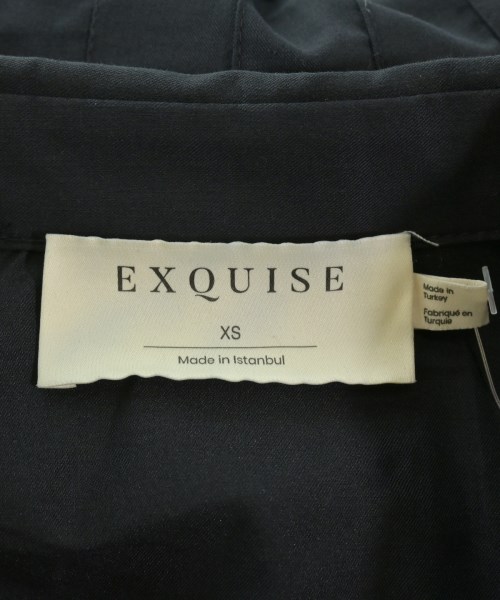 EXQUISE
XS
Made in Istanbul
Made in
Turkey
Fabriqué en
Turquie